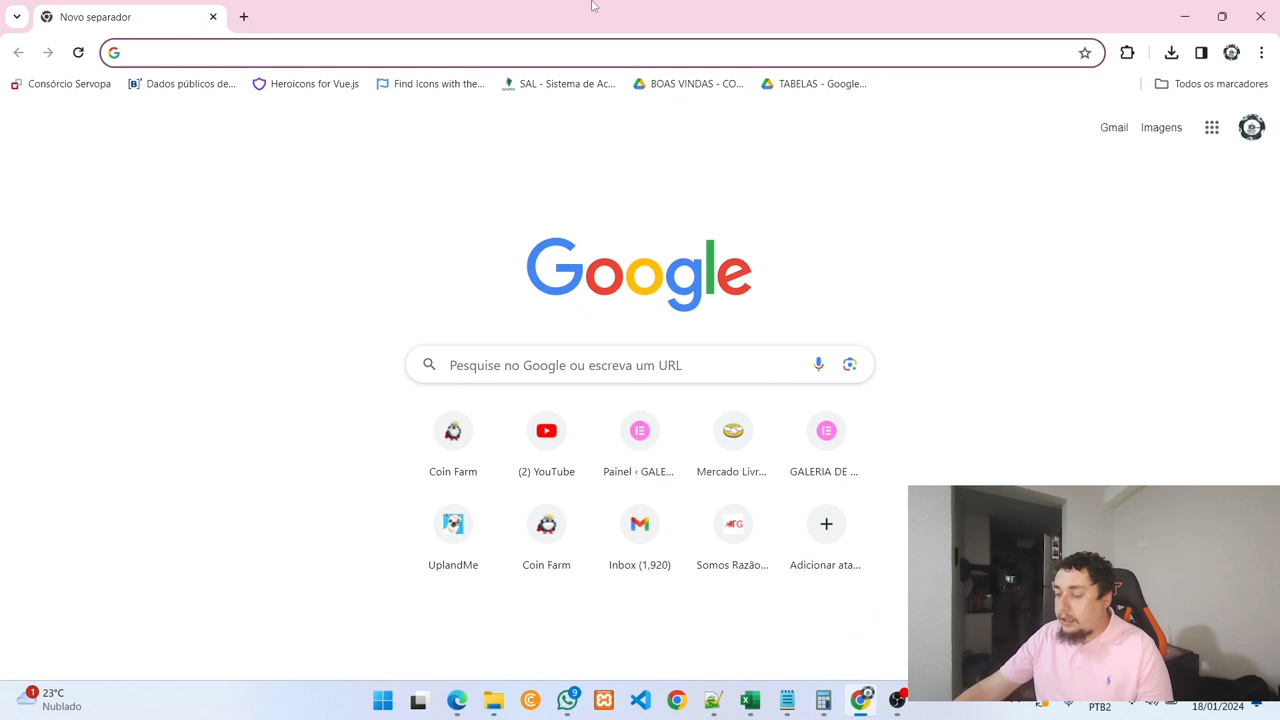 Novo separador
Consórcio Servopa
Dados públicos de...
Heroicons for Vue.js
Find Icons with the...
SAL - Sistema de Ac...
BOAS VINDAS - CO...
TABELAS - Google...
Todos os marcadores
Gmail
Imagens
Google
Pesquise no Google ou escreva um URL
Coin Farm
(2) YouTube
Painel ‹ GALE...
Mercado Livr...
GALERIA DE ...
UplandMe
Coin Farm
Inbox (1,920)
Somos Razão...
Adicionar ata...
1
23°C
Nublado
9
PTB2
18/01/2024